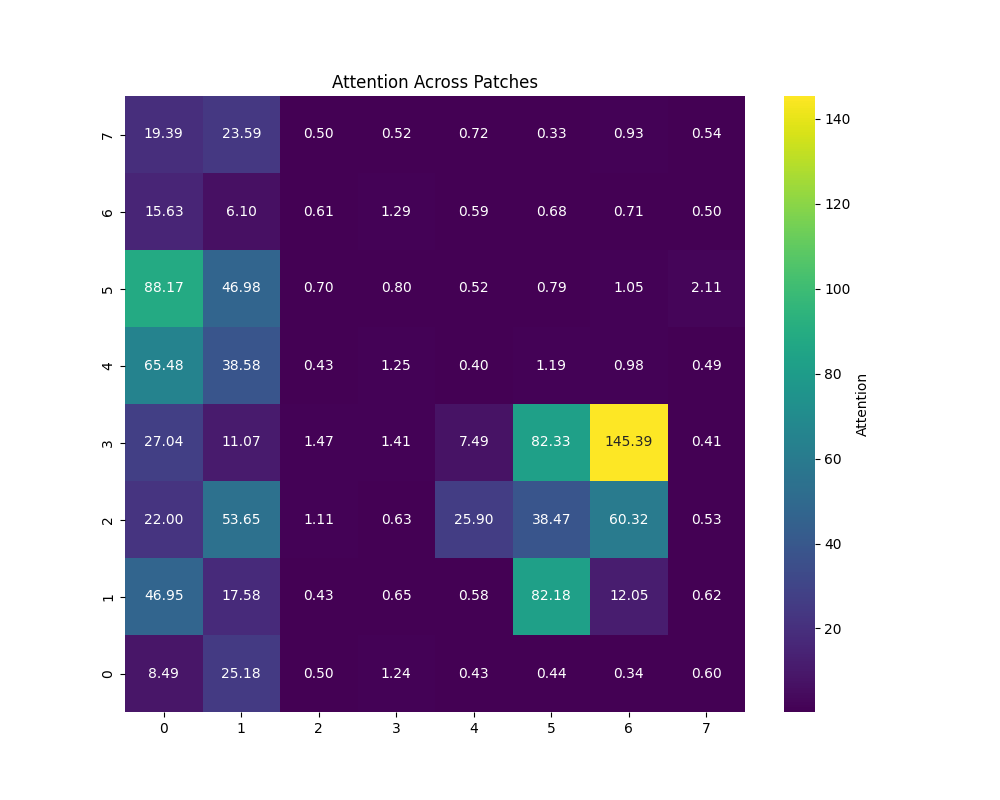 Attention Across Patches
7 19.39 23.59 0.50 0.52 0.72 0.33 0.93 0.54
6 15.63 6.10 0.61 1.29 0.59 0.68 0.71 0.50
5 88.17 46.98 0.70 0.80 0.52 0.79 1.05 2.11
4 65.48 38.58 0.43 1.25 0.40 1.19 0.98 0.49
3 27.04 11.07 1.47 1.41 7.49 82.33 145.39 0.41
2 22.00 53.65 1.11 0.63 25.90 38.47 60.32 0.53
1 46.95 17.58 0.43 0.65 0.58 82.18 12.05 0.62
0 8.49 25.18 0.50 1.24 0.43 0.44 0.34 0.60
0 1 2 3 4 5 6 7
140
120
100
80
60
40
20
Attention